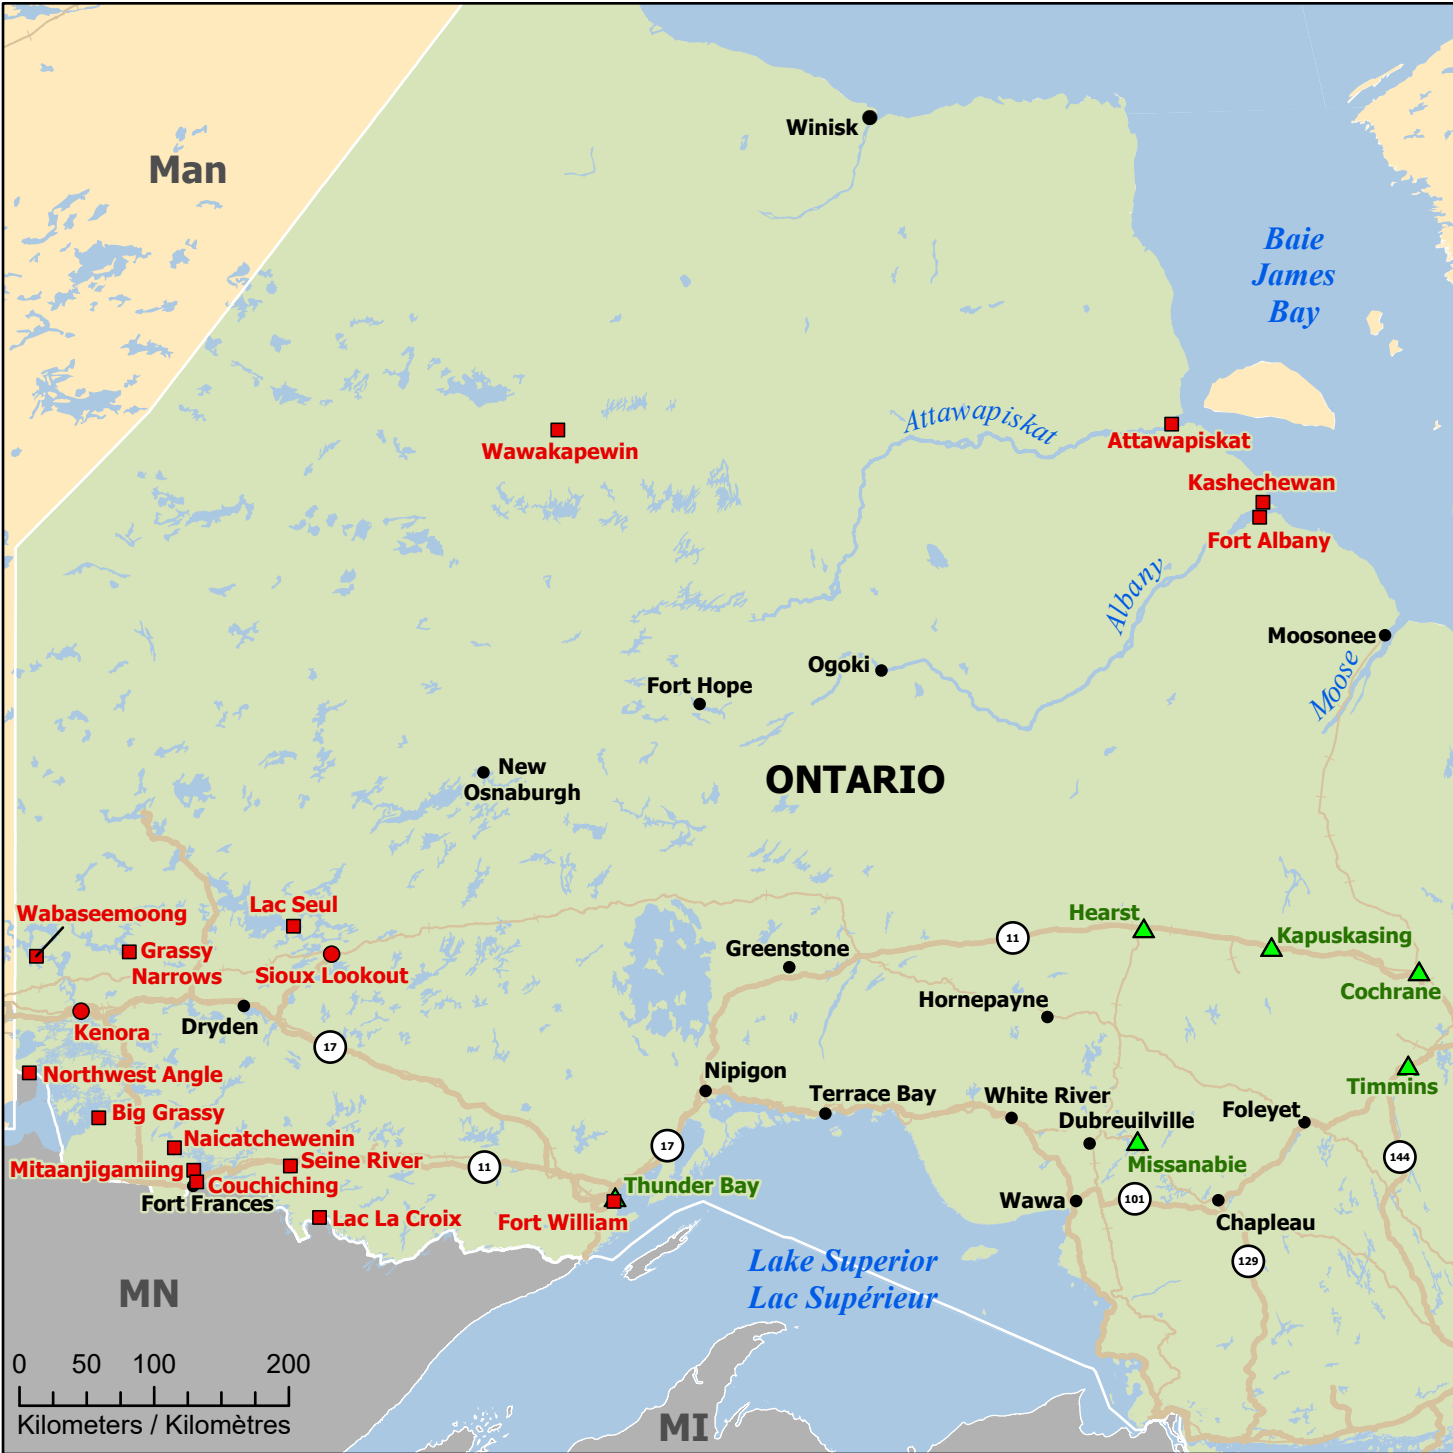 Winisk
Man
Baie
James
Bay
Attawapiskat
Attawapiskat
Wawakapewin
Kashechewan
Fort Albany
Albany
Moosonee
Moose
Ogoki
Fort Hope
New
Osnaburgh
ONTARIO
Lac Seul
Wabaseemoong
Grassy
Narrows
Sioux Lookout
Hearst
11
Kapuskasing
Greenstone
Cochrane
Hornepayne
Kenora
Dryden
17
Northwest Angle
Nipigon
Timmins
Terrace Bay
White River
Foleyet
Big Grassy
Dubreuilville
Naicatchewenin
17
144
Mitaanjigamiing
Seine River
11
Missanabie
Couchiching
Thunder Bay
Fort Frances
Wawa
101
Lac La Croix
Fort William
Chapleau
Lake Superior
Lac Supérieur
129
MN
0 50 100 200
Kilometers / Kilomètres
MI